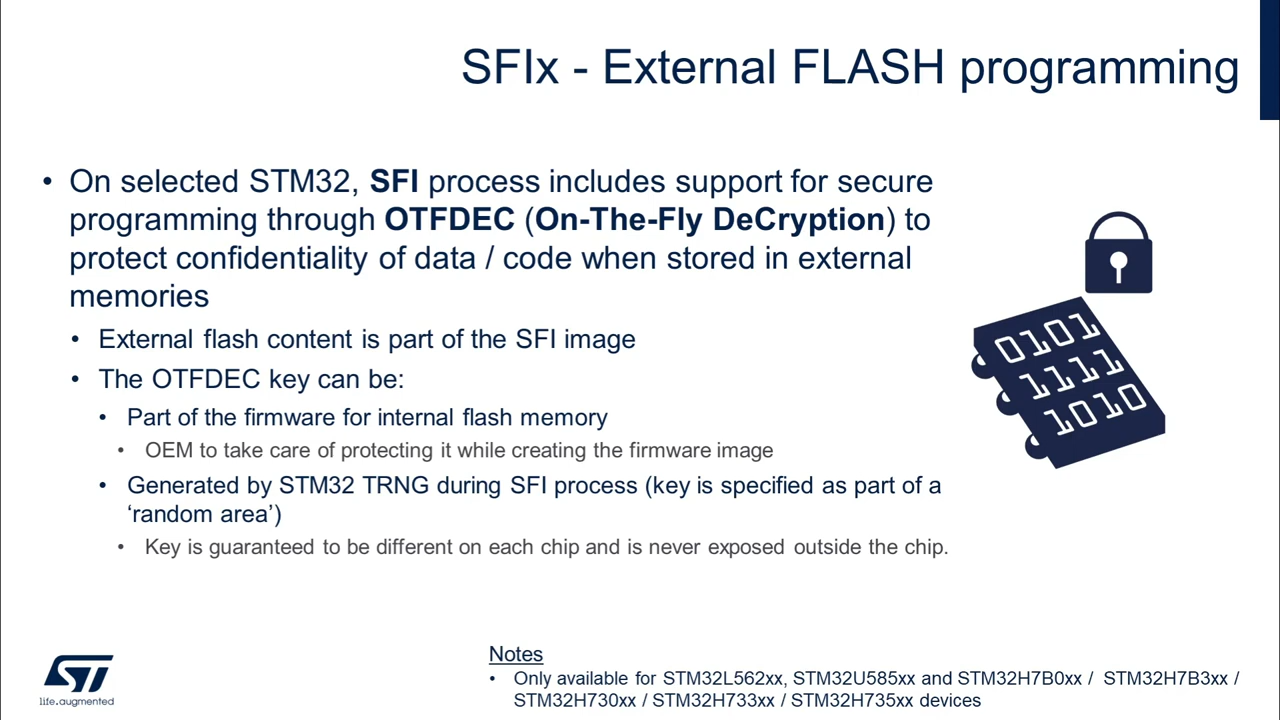 SFIx - External FLASH programming
• On selected STM32, SFI process includes support for secure
programming through OTFDEC (On-The-Fly DeCryption) to
protect confidentiality of data / code when stored in external
memories
• External flash content is part of the SFI image
• The OTFDEC key can be:
• Part of the firmware for internal flash memory
• OEM to take care of protecting it while creating the firmware image
• Generated by STM32 TRNG during SFI process (key is specified as part of a
‘random area’)
• Key is guaranteed to be different on each chip and is never exposed outside the chip.
0101
1111
1010
Notes
• Only available for STM32L562xx, STM32U585xx and STM32H7B0xx / STM32H7B3xx /
STM32H730xx / STM32H733xx / STM32H735xx devices
ST
life.augmented